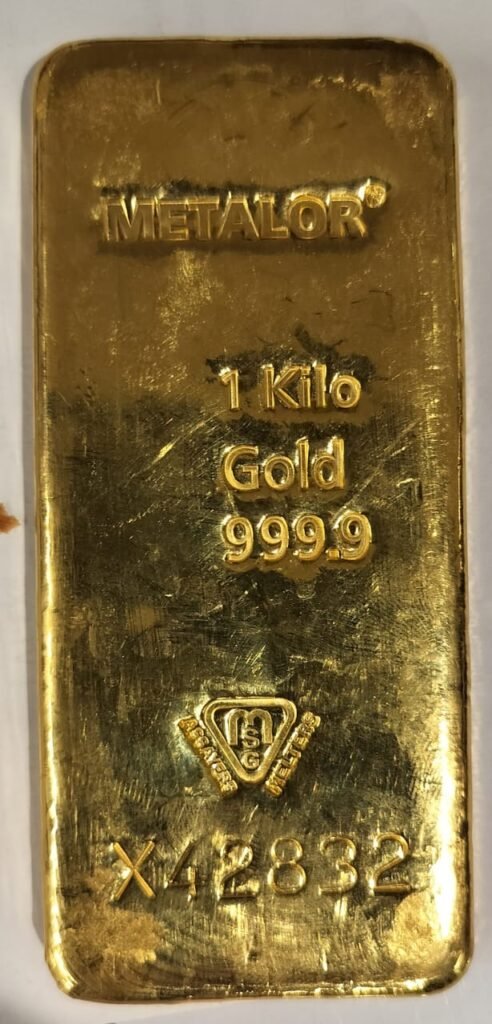 METALOR®
1 Kilo
Gold
999.9
MSG
ASSAYERS MELTERS
X42832